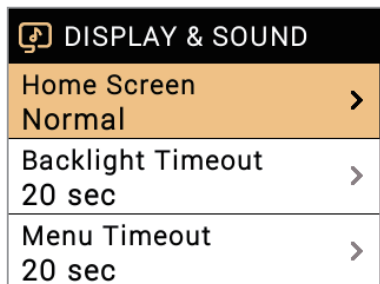 DISPLAY & SOUND
Home Screen
Normal
Backlight Timeout
20 sec
Menu Timeout
20 sec